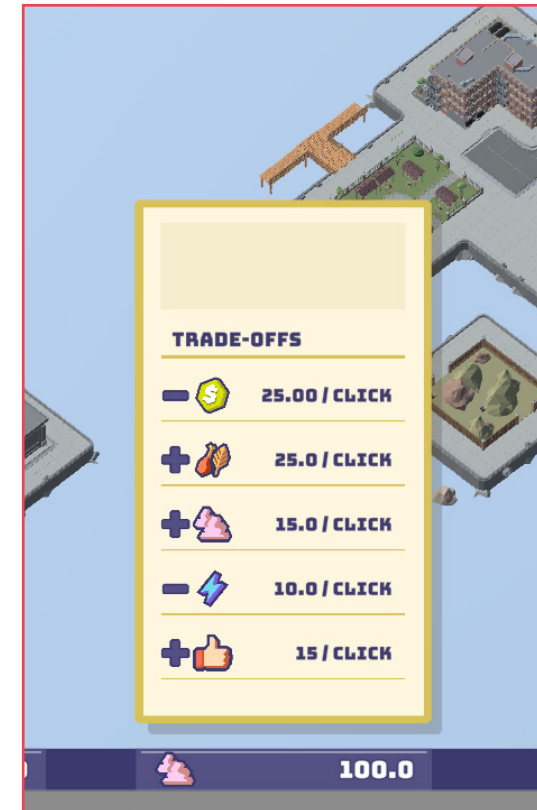 TRADE-OFFS
- $ 25.00/CLICK
+ 25.0/CLICK
+ 15.0/CLICK
- 10.0/CLICK
+ 15/CLICK
100.0